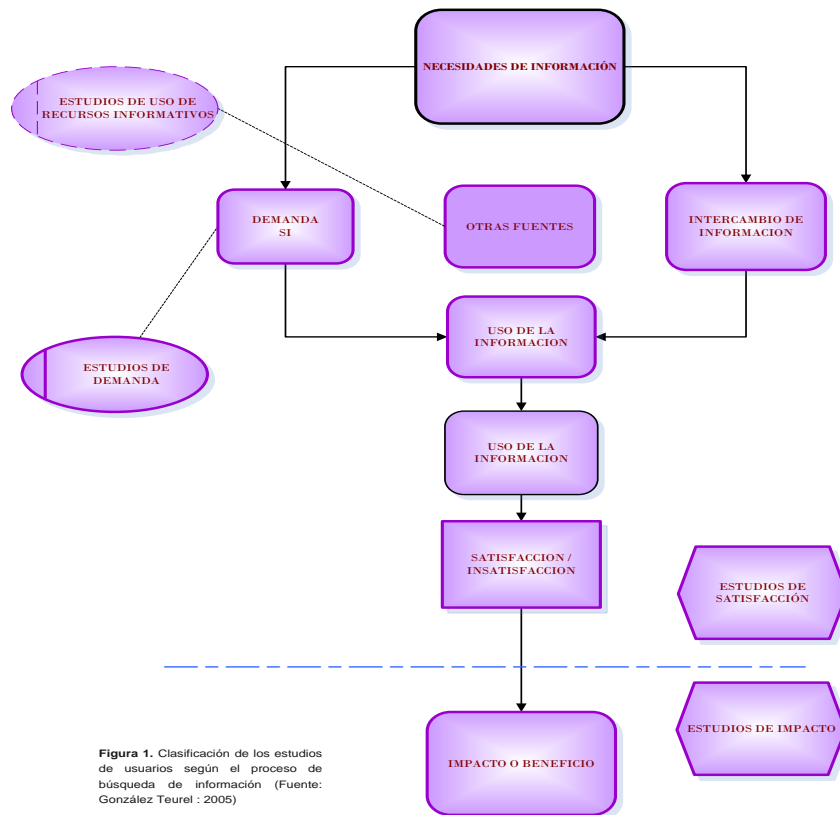 NECESIDADES DE INFORMACIÓN
ESTUDIOS DE USO DE
RECURSOS INFORMATIVOS
DEMANDA
SI
OTRAS FUENTES
INTERCAMBIO DE
INFORMACION
USO DE LA
INFORMACION
ESTUDIOS DE
DEMANDA
USO DE LA
INFORMACION
SATISFACCION /
INSATISFACCION
ESTUDIOS DE
SATISFACCIÓN
ESTUDIOS DE IMPACTO
IMPACTO O BENEFICIO
Figura 1. Clasificación de los estudios
de usuarios según el proceso de
búsqueda de información (Fuente:
González Teurel : 2005)